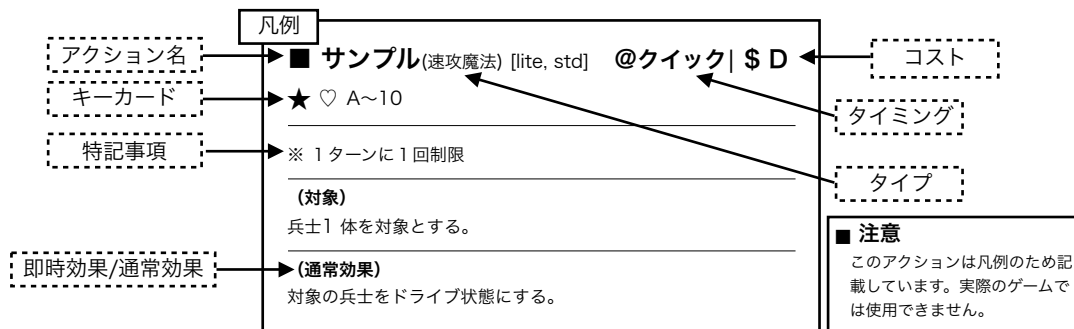 凡例
アクション名
■ サンプル(速攻魔法) [lite, std] @クイック| $ D
コスト
キーカード
★ ♡ A〜10
タイミング
特記事項
※ 1ターンに1回制限
タイプ
(対象)
兵士1 体を対象とする。
即時効果/通常効果
(通常効果)
対象の兵士をドライブ状態にする。
■ 注意
このアクションは凡例のため記
載しています。実際のゲームで
は使用できません。